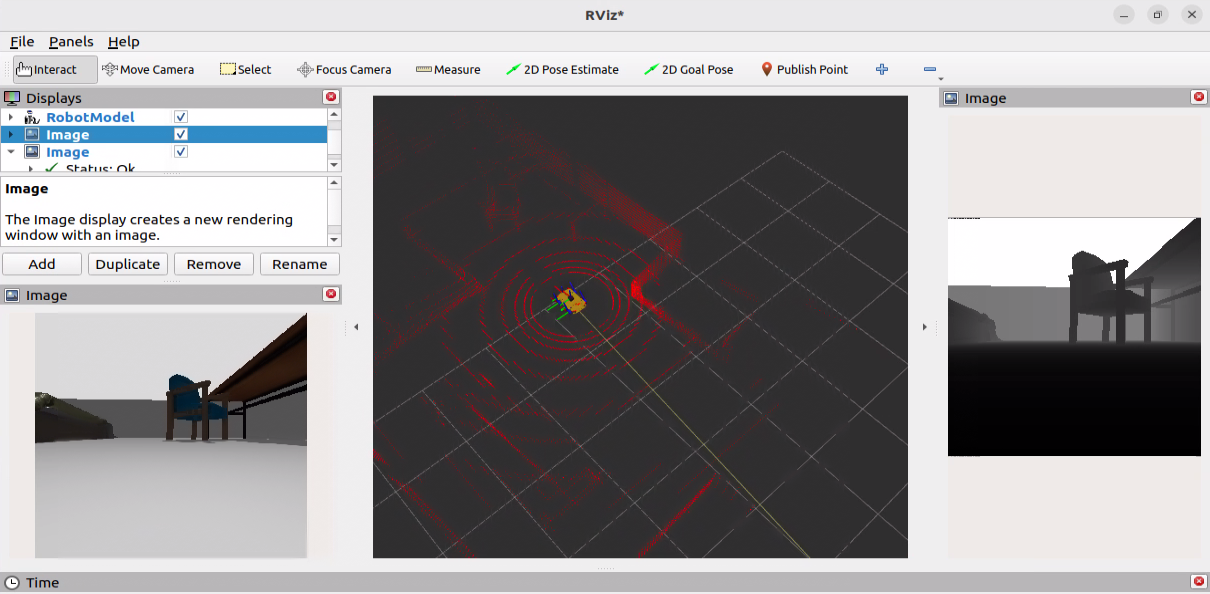 RViz*
File Panels Help
Interact Move Camera Select Focus Camera Measure 2D Pose Estimate 2D Goal Pose Publish Point
Displays
RobotModel
Image
Image
Status: Ok
Image
The Image display creates a new rendering
window with an image.
Add Duplicate Remove Rename
Image
Image
Time